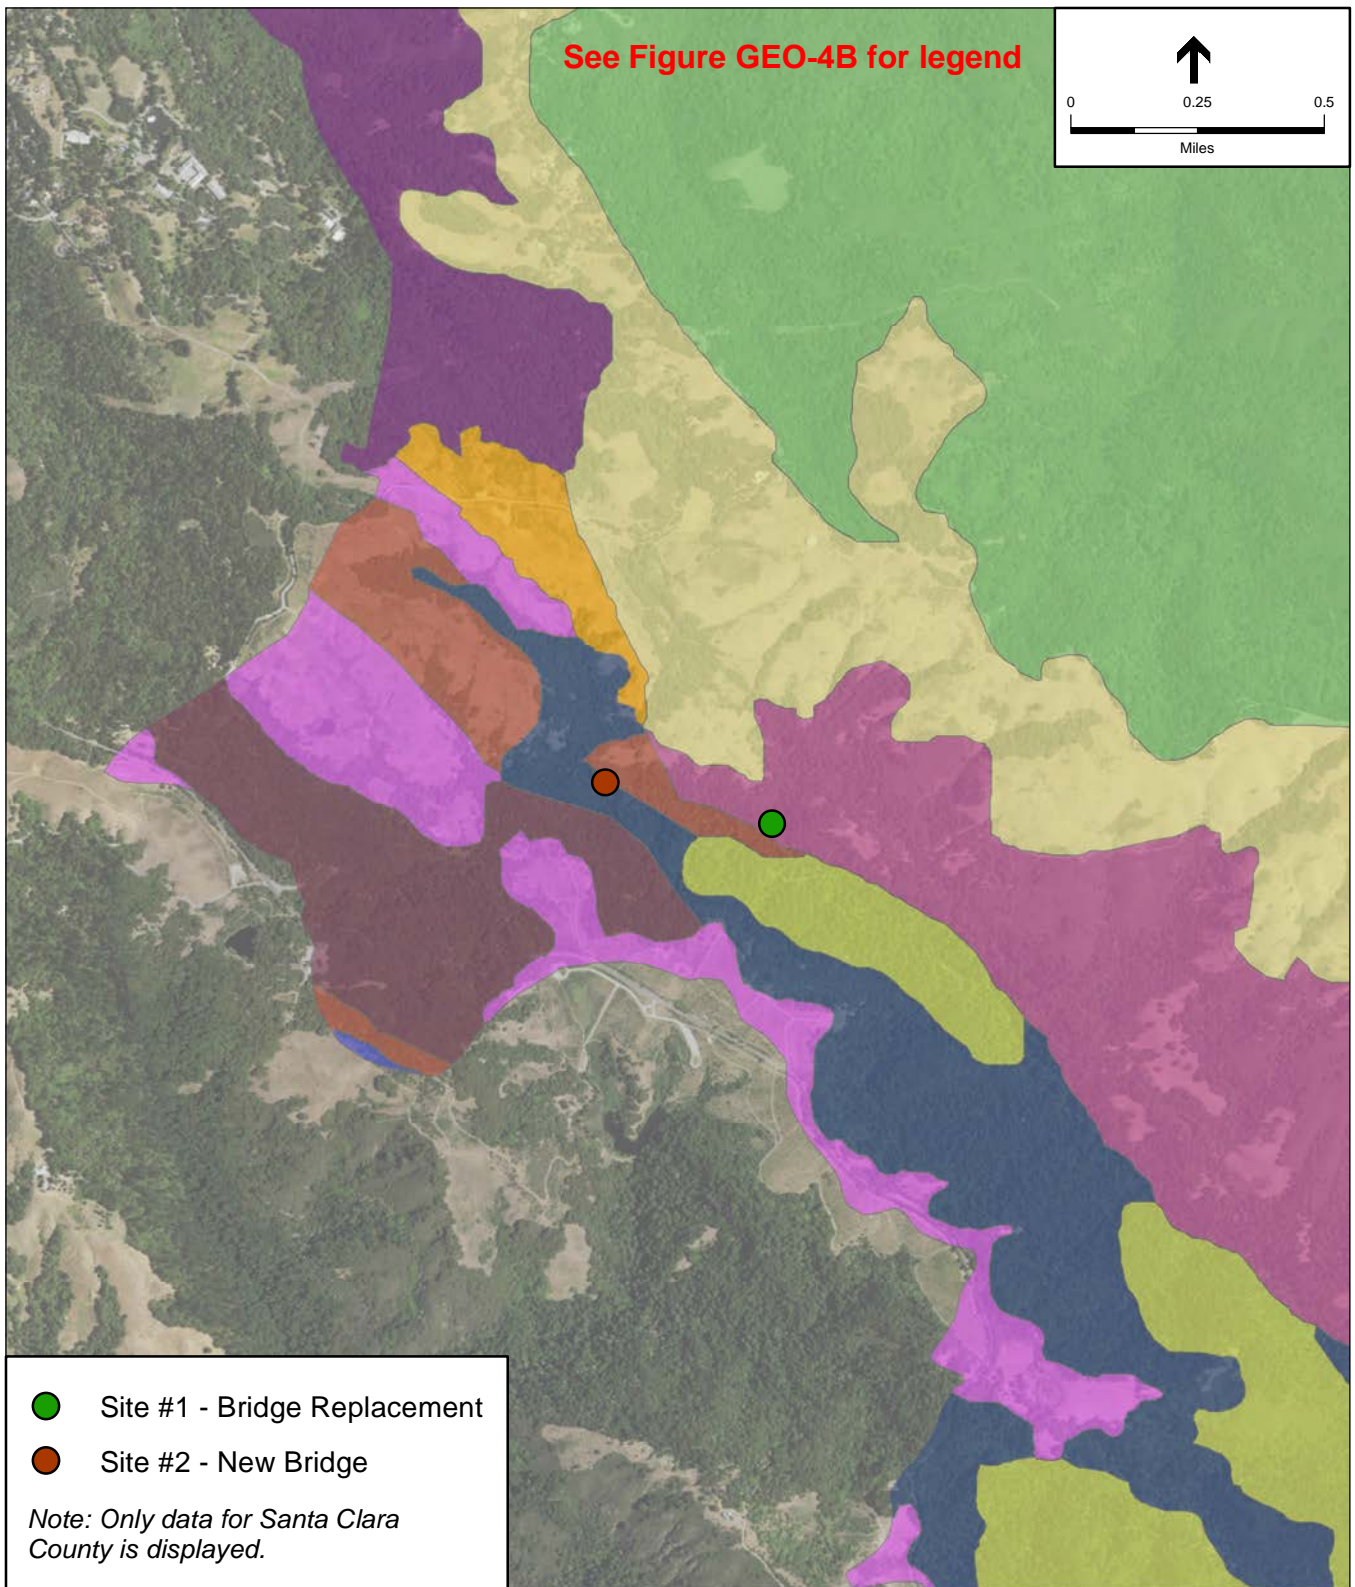 See Figure GEO-4B for legend
0 0.25 0.5
Miles
Site #1 - Bridge Replacement
Site #2 - New Bridge
Note: Only data for Santa Clara
County is displayed.